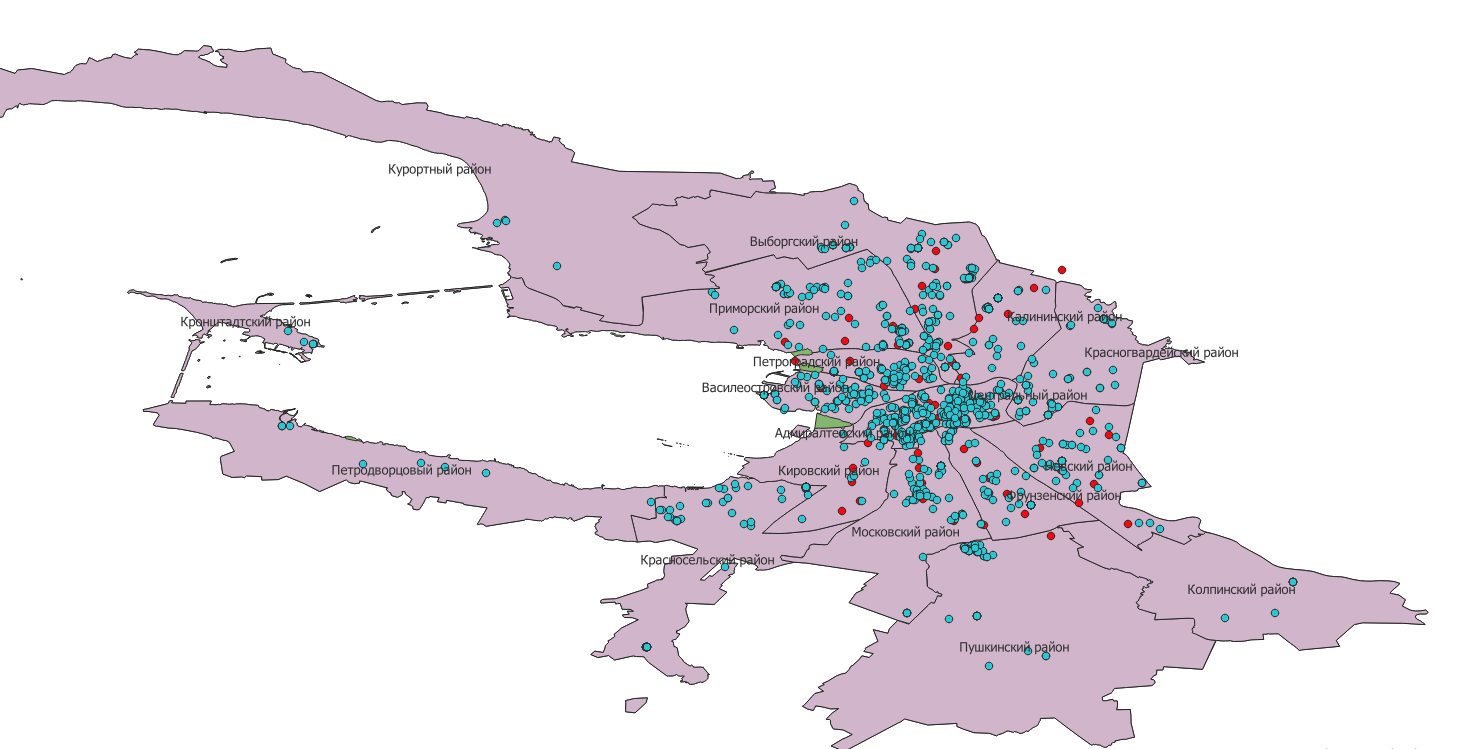 Курортный район
Выборгский район
Приморский район
Калининский район
Кронштадтский район
Красногвардейский район
Петроградский район
Василеостровский район
Центральный район
Адмиралтейский район
Невский район
Петродворцовый район
Кировский район
Фрунзенский район
Московский район
Красносельский район
Колпинский район
Пушкинский район